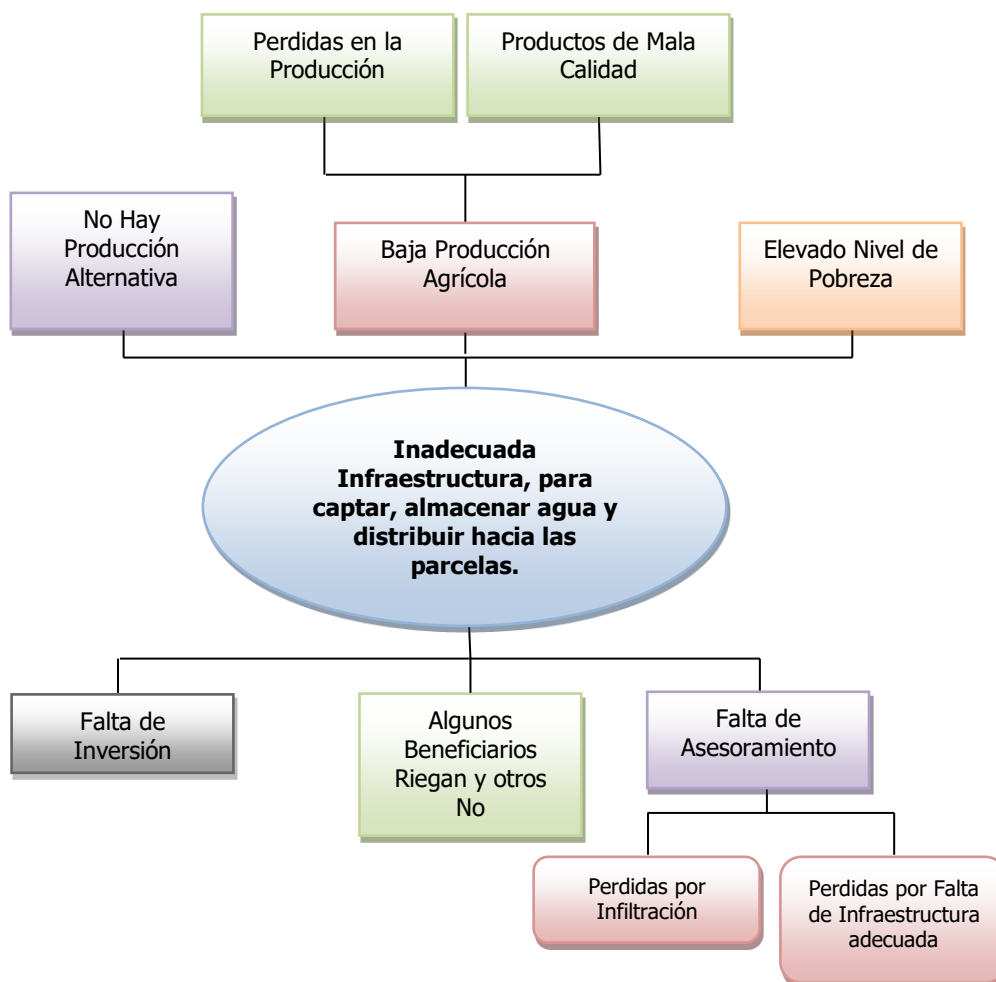 Perdidas en la
Producción
Productos de Mala
Calidad
No Hay
Producción
Alternativa
Baja Producción
Agrícola
Elevado Nivel de
Pobreza
Inadecuada
Infraestructura, para
captar, almacenar agua y
distribuir hacia las
parcelas.
Falta de
Inversión
Algunos
Beneficiarios
Riegan y otros
No
Falta de
Asesoramiento
Perdidas por
Infiltración
Perdidas por Falta
de Infraestructura
adecuada